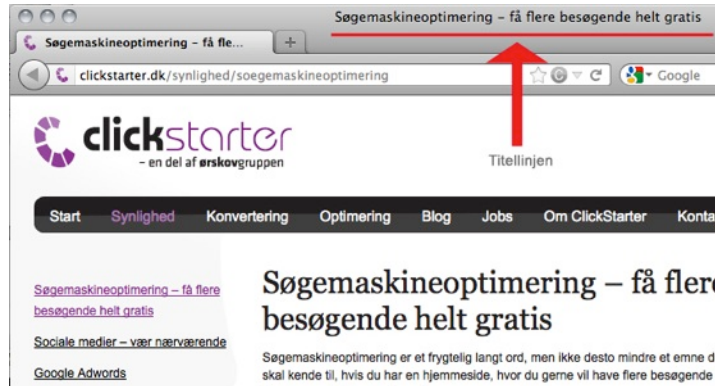 Søgemaskineoptimering – få flere besøgende helt gratis
Søgemaskineoptimering – få fle...
clickstarter.dk/synlighed/soegemaskineoptimering
Google
clickstarter
– en del af ørskovgruppen
Titellinjen
Start Synlighed Konvertering Optimering Blog Jobs Om ClickStarter Konta
Søgemaskineoptimering – få flere
besøgende helt gratis
Sociale medier – vær nærværende
Google Adwords
Søgemaskineoptimering – få flere
besøgende helt gratis
Søgemaskineoptimering er et frygtelig langt ord, men ikke desto mindre et emne d
skal kende til, hvis du har en hjemmeside, hvor du gerne vil have flere besøgende